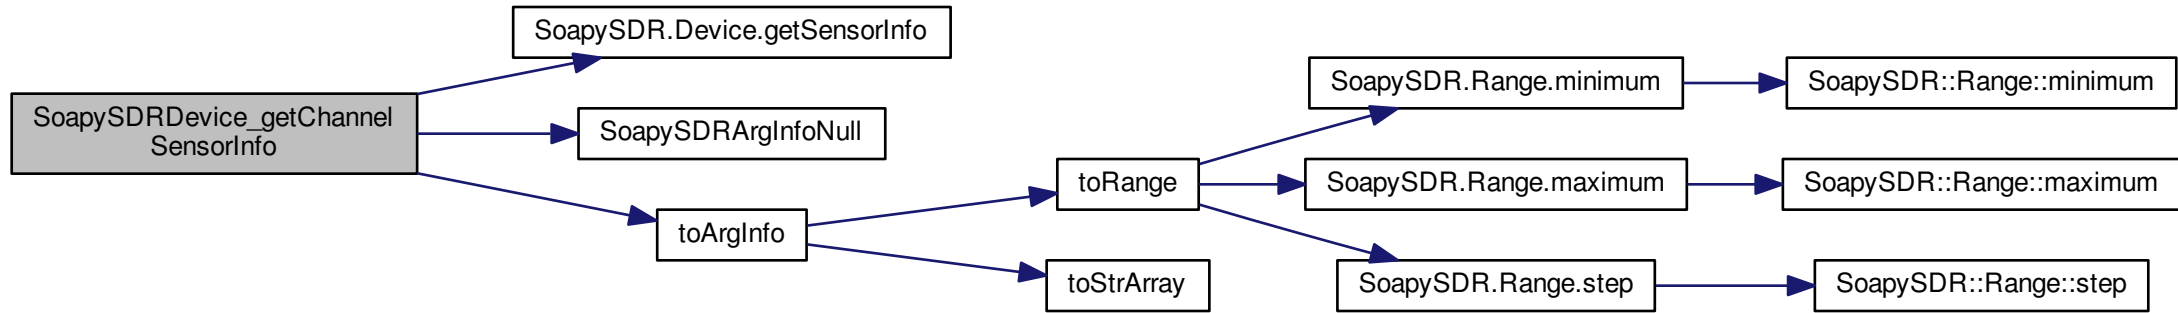 SoapySDRDevice_getChannel
SensorInfo
SoapySDR.Device.getSensorInfo
SoapySDRArgInfoNull
toArgInfo
toRange
toStrArray
SoapySDR.Range.minimum
SoapySDR.Range.maximum
SoapySDR.Range.step
SoapySDR::Range::minimum
SoapySDR::Range::maximum
SoapySDR::Range::step